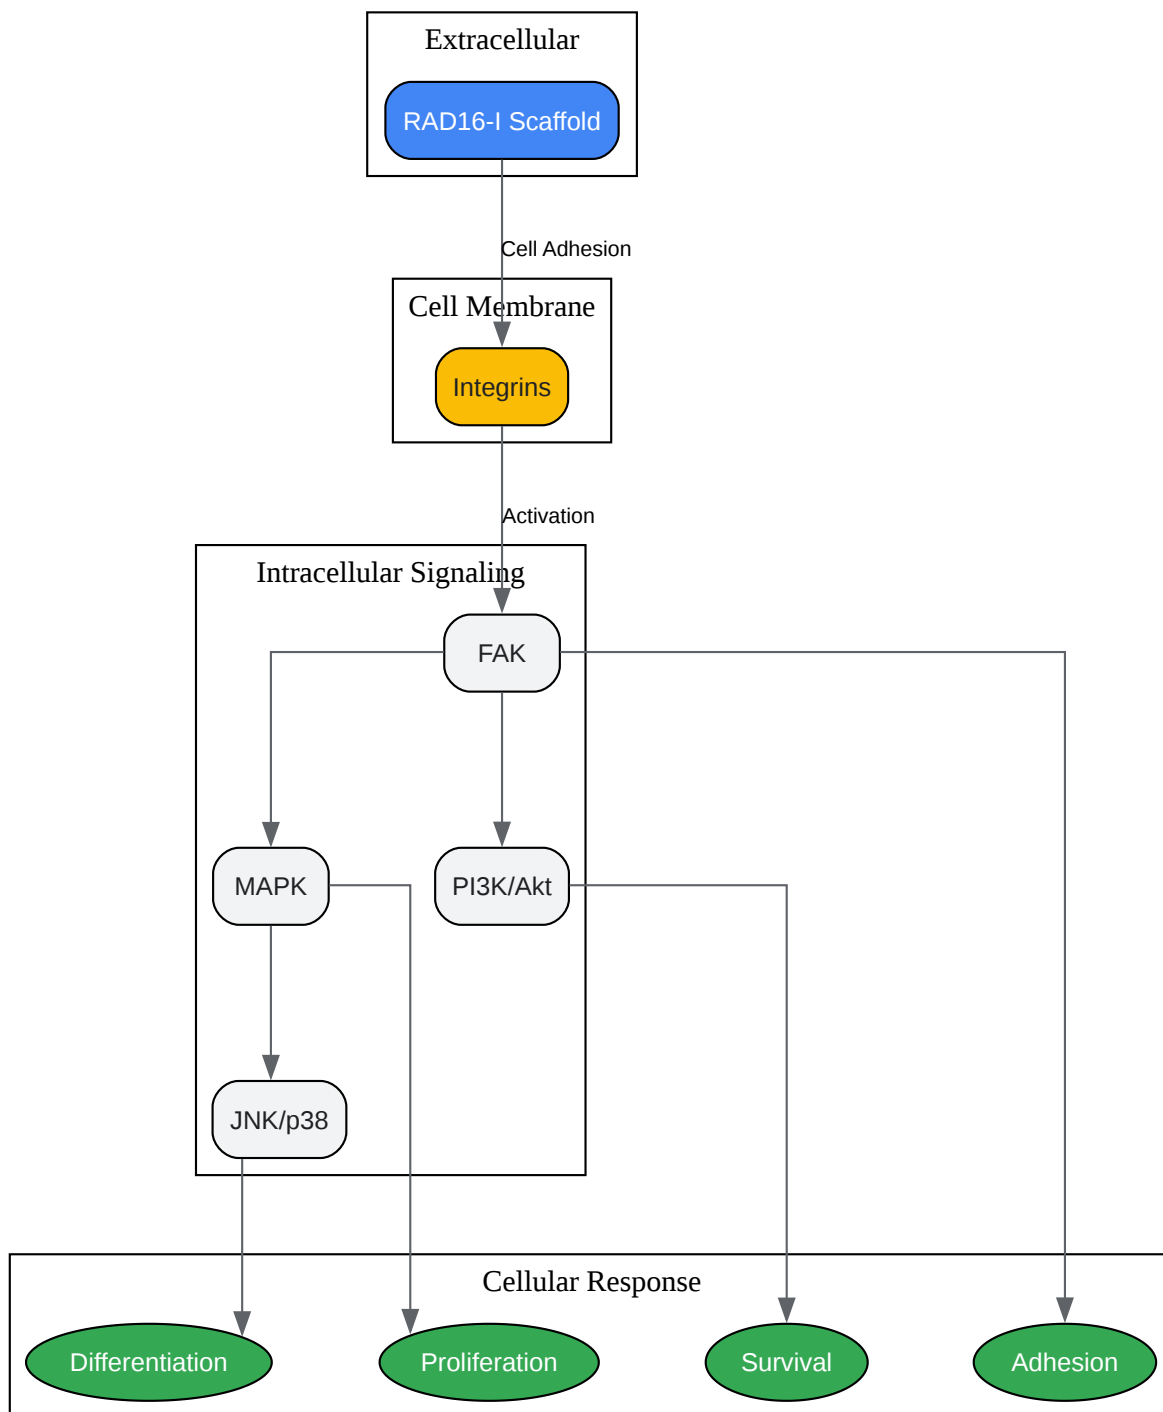 Extracellular
RAD16-I Scaffold
Cell Adhesion
Cell Membrane
Integrins
Activation
Intracellular Signaling
FAK
MAPK
PI3K/Akt
JNK/p38
Cellular Response
Differentiation
Proliferation
Survival
Adhesion